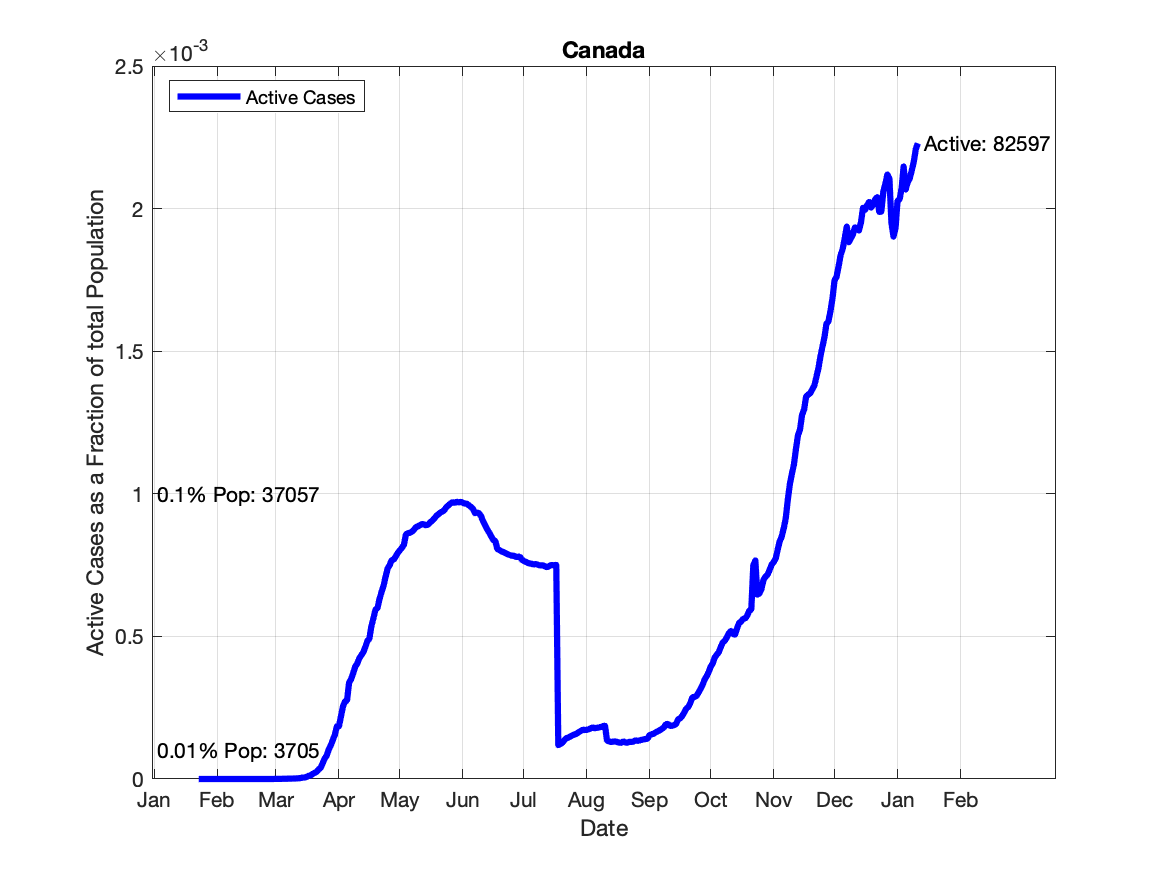 Canada
×10-3
2.5
Active Cases
Active: 82597
2
1.5
1
0.1% Pop: 37057
0.5
0.01% Pop: 3705
0
Active Cases as a Fraction of total Population
Jan Feb Mar Apr May Jun Jul Aug Sep Oct Nov Dec Jan Feb
Date